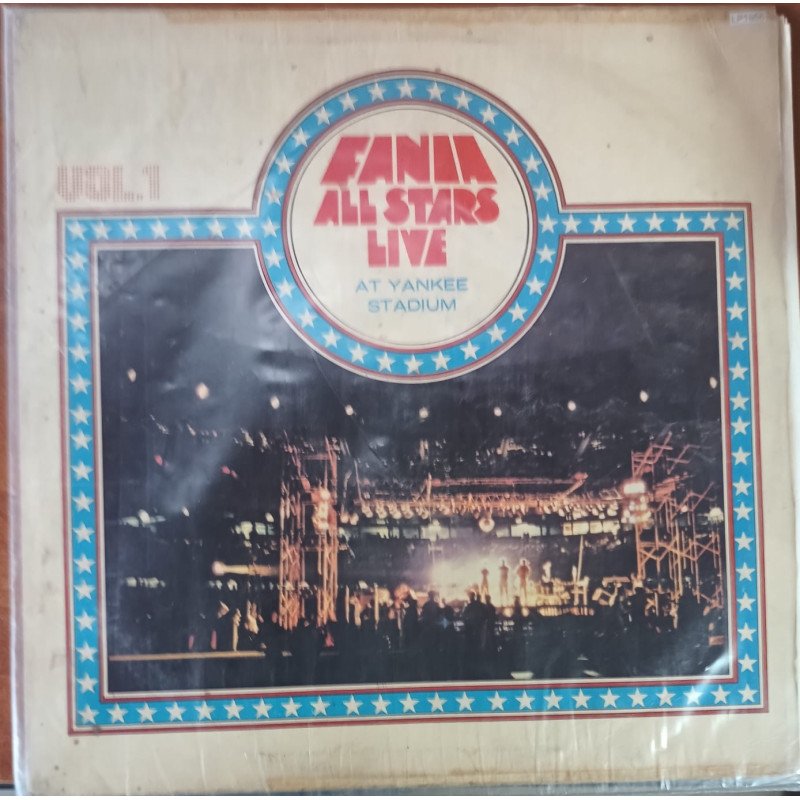 VOL.1
FANIA
ALL STARS
LIVE
AT YANKEE
STADIUM